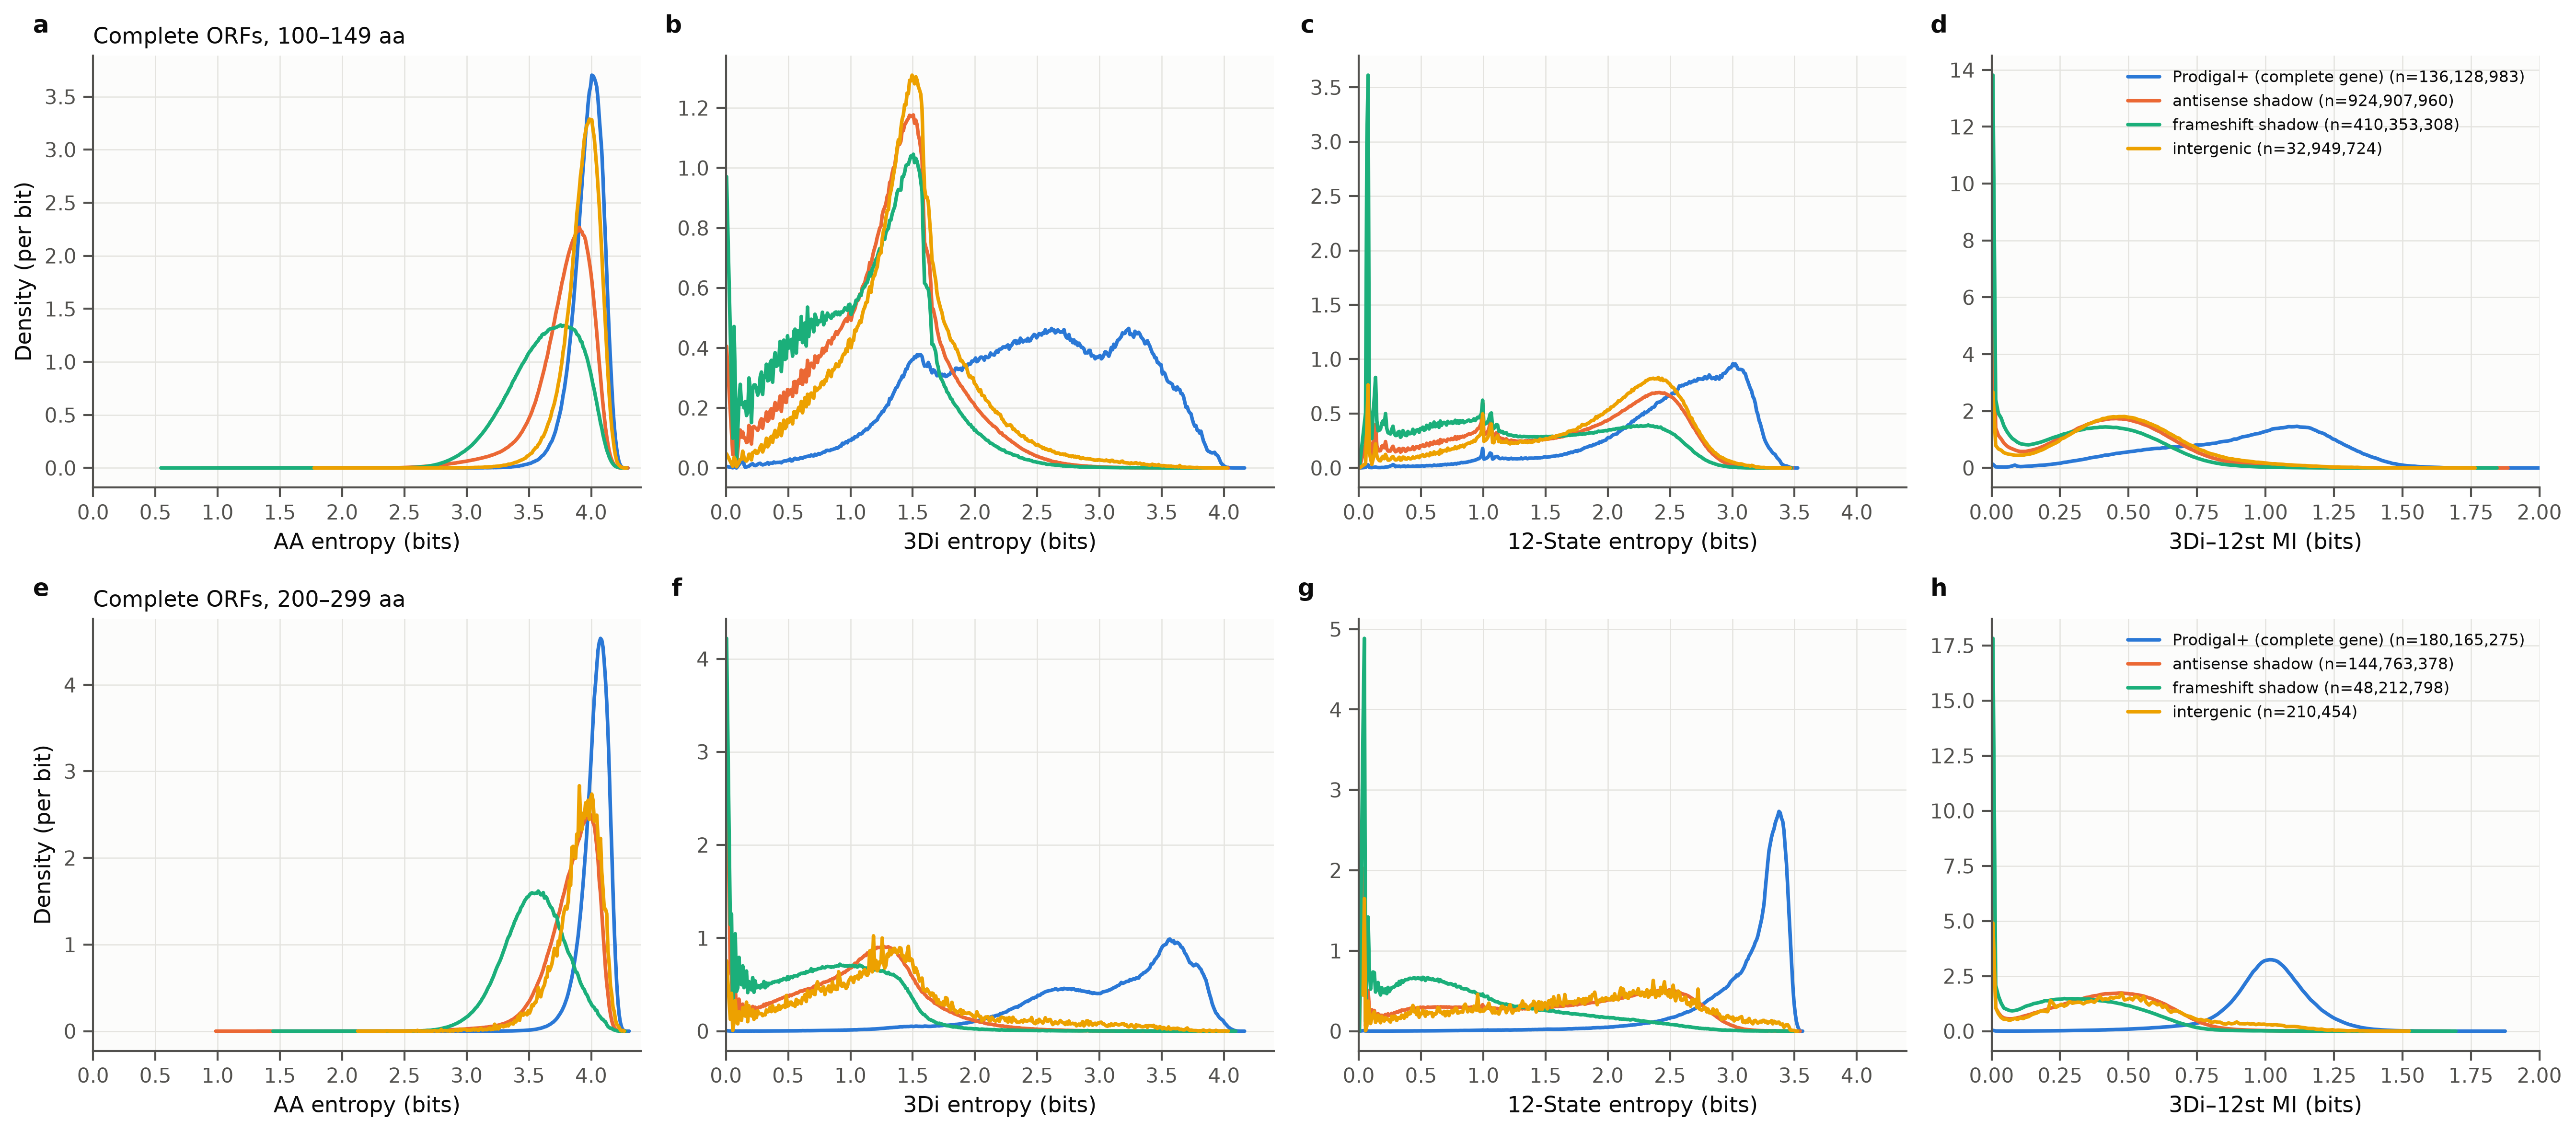 a
Complete ORFs, 100–149 aa
Density (per bit)
3.5
3.0
2.5
2.0
1.5
1.0
0.5
0.0
0.0 0.5 1.0 1.5 2.0 2.5 3.0 3.5 4.0
AA entropy (bits)
b
1.2
1.0
0.8
0.6
0.4
0.2
0.0
0.0 0.5 1.0 1.5 2.0 2.5 3.0 3.5 4.0
3Di entropy (bits)
c
3.5
3.0
2.5
2.0
1.5
1.0
0.5
0.0
0.0 0.5 1.0 1.5 2.0 2.5 3.0 3.5 4.0
12-State entropy (bits)
d
14
12
10
8
6
4
2
0
Prodigal+ (complete gene) (n=136,128,983)
antisense shadow (n=924,907,960)
frameshift shadow (n=410,353,308)
intergenic (n=32,949,724)
0.00 0.25 0.50 0.75 1.00 1.25 1.50 1.75 2.00
3Di–12st MI (bits)
e
Complete ORFs, 200–299 aa
Density (per bit)
4
3
2
1
0
0.0 0.5 1.0 1.5 2.0 2.5 3.0 3.5 4.0
AA entropy (bits)
f
4
3
2
1
0
0.0 0.5 1.0 1.5 2.0 2.5 3.0 3.5 4.0
3Di entropy (bits)
g
5
4
3
2
1
0
0.0 0.5 1.0 1.5 2.0 2.5 3.0 3.5 4.0
12-State entropy (bits)
h
17.5
15.0
12.5
10.0
7.5
5.0
2.5
0.0
Prodigal+ (complete gene) (n=180,165,275)
antisense shadow (n=144,763,378)
frameshift shadow (n=48,212,798)
intergenic (n=210,454)
0.00 0.25 0.50 0.75 1.00 1.25 1.50 1.75 2.00
3Di–12st MI (bits)